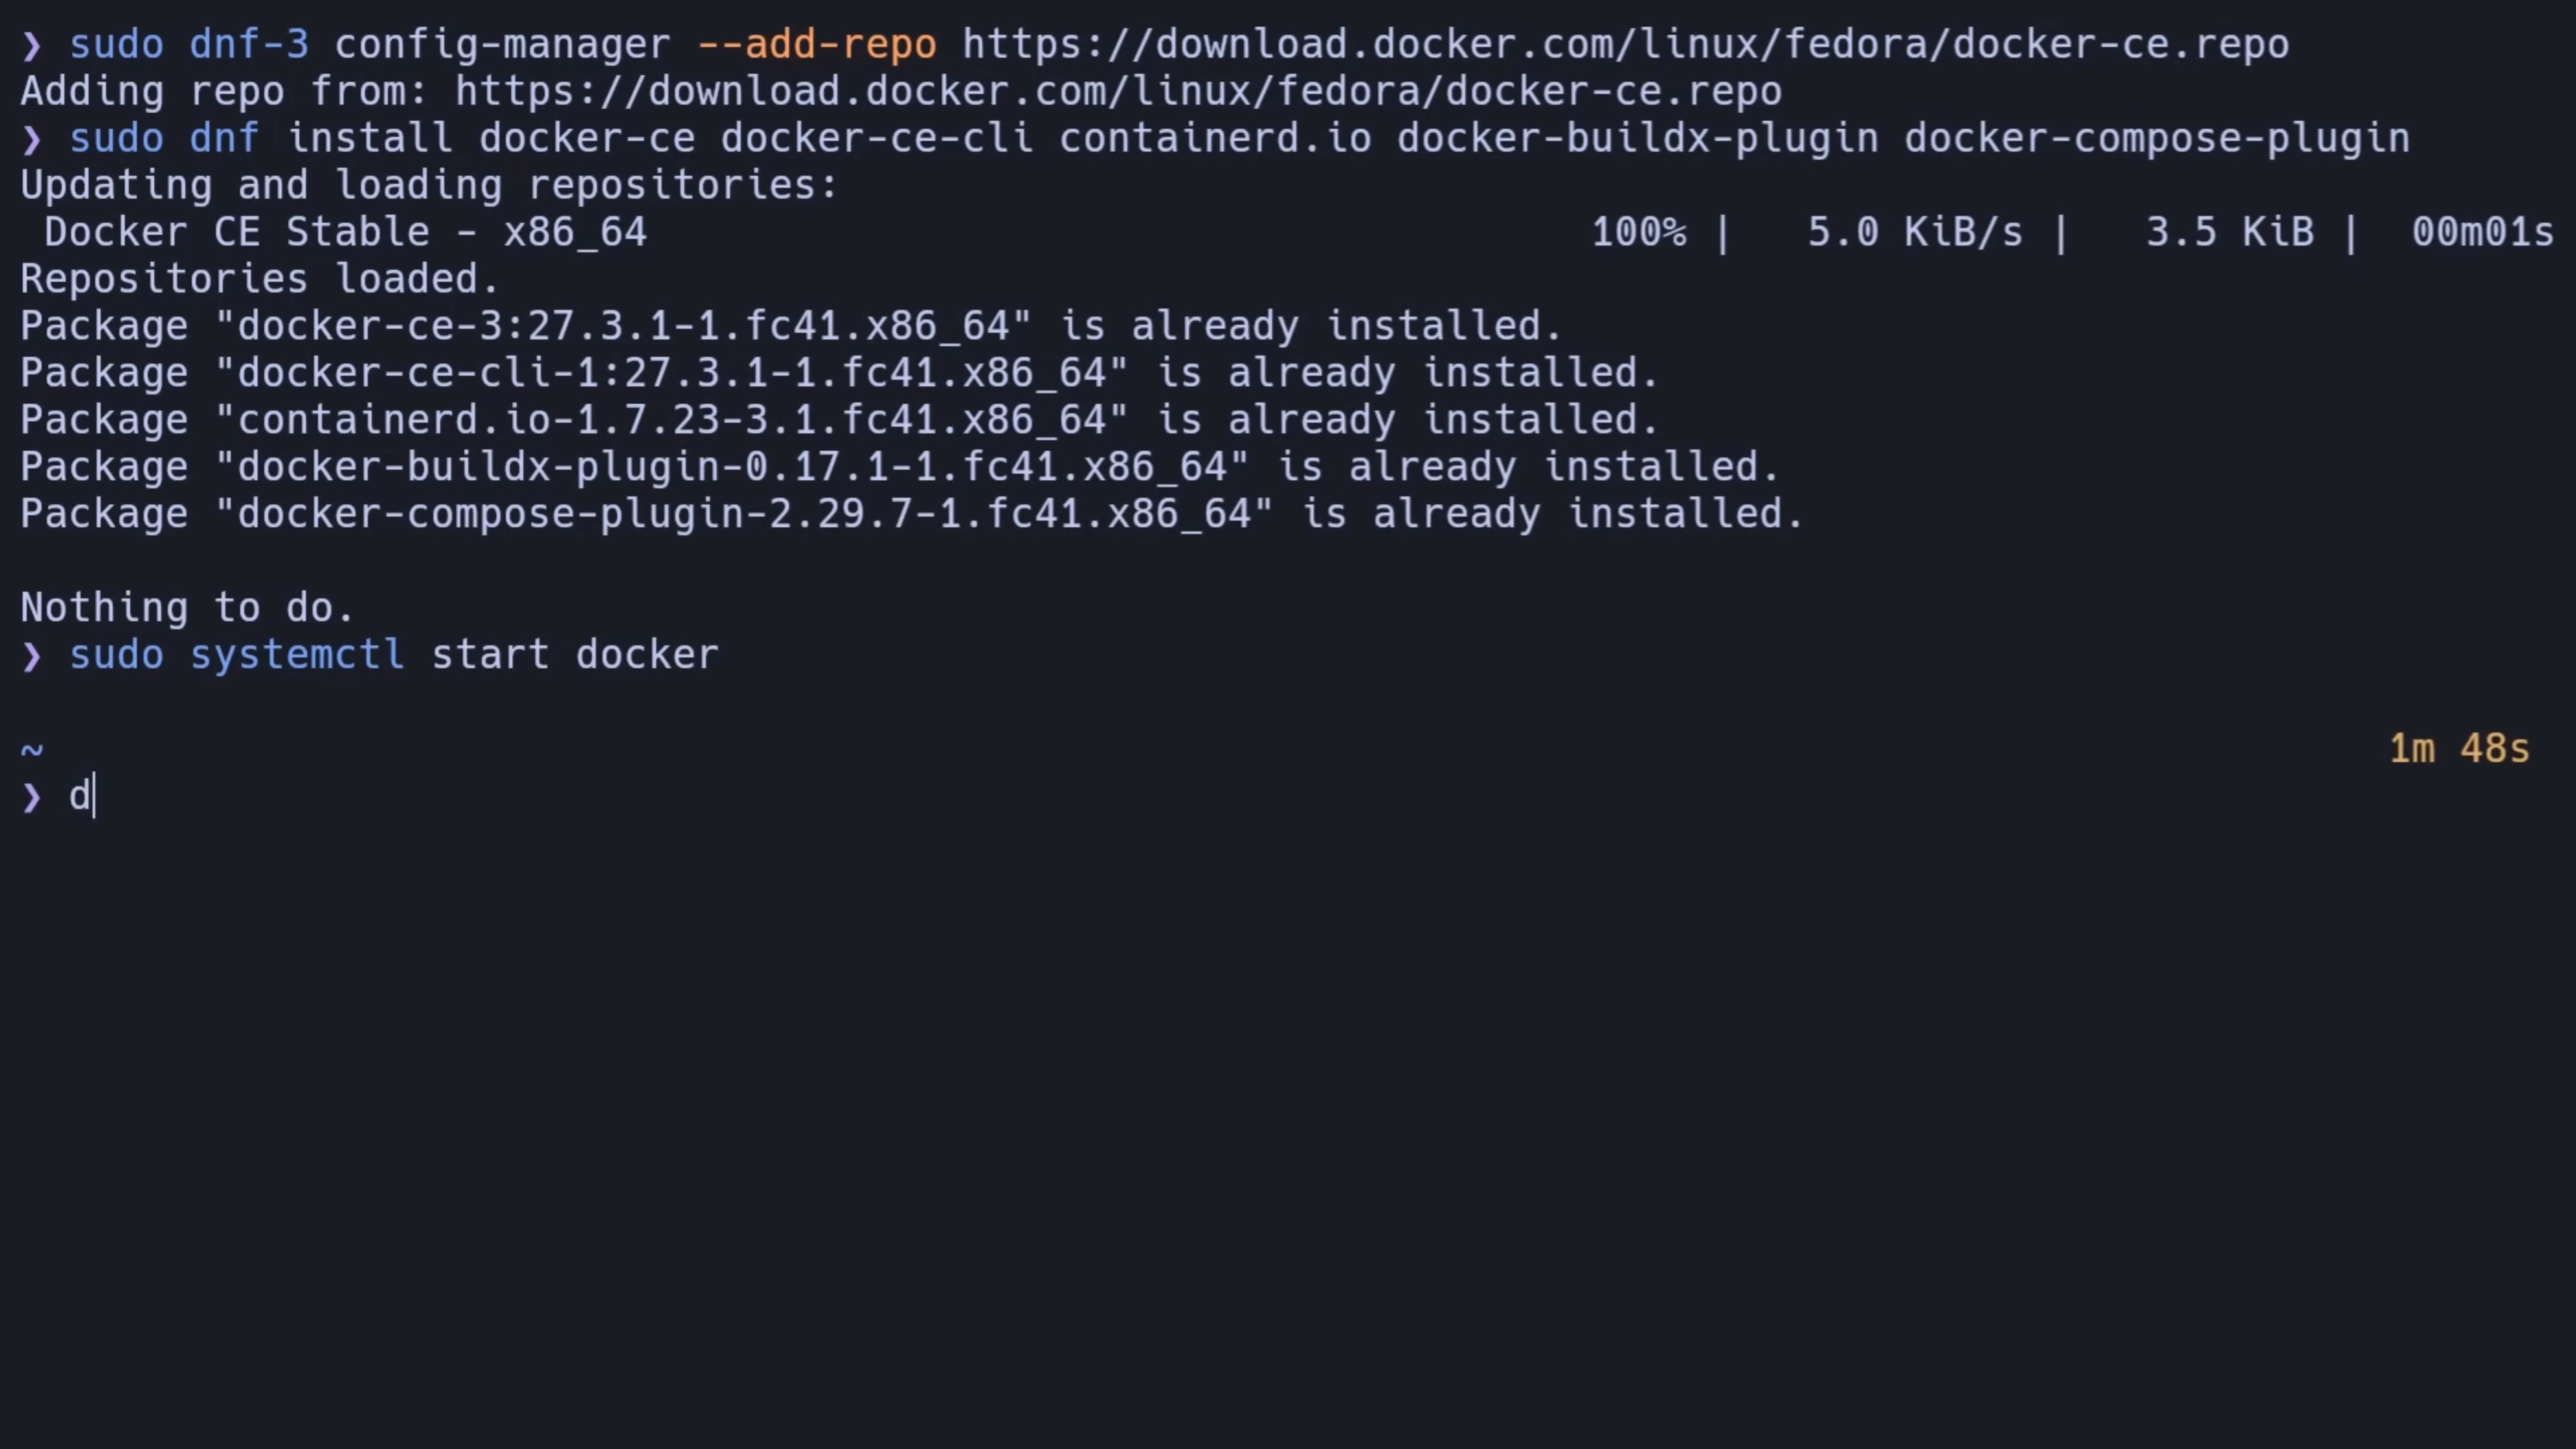 ❯ sudo dnf-3 config-manager --add-repo https://download.docker.com/linux/fedora/docker-ce.repo
Adding repo from: https://download.docker.com/linux/fedora/docker-ce.repo
❯ sudo dnf install docker-ce docker-ce-cli containerd.io docker-buildx-plugin docker-compose-plugin
Updating and loading repositories:
 Docker CE Stable - x86_64 100% | 5.0 KiB/s | 3.5 KiB | 00m01s
Repositories loaded.
Package "docker-ce-3:27.3.1-1.fc41.x86_64" is already installed.
Package "docker-ce-cli-1:27.3.1-1.fc41.x86_64" is already installed.
Package "containerd.io-1.7.23-3.1.fc41.x86_64" is already installed.
Package "docker-buildx-plugin-0.17.1-1.fc41.x86_64" is already installed.
Package "docker-compose-plugin-2.29.7-1.fc41.x86_64" is already installed.
Nothing to do.
❯ sudo systemctl start docker
~ 1m 48s
❯ d